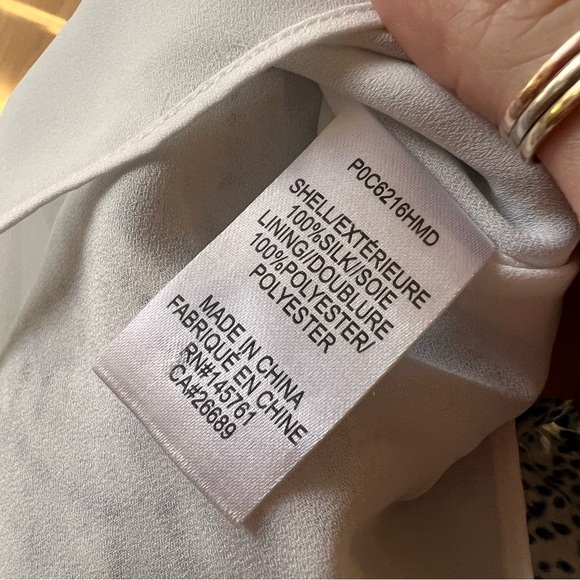 P0C6216HMD
SHELL/EXTÉRIEURE
100%SILK/SOIE
LINING/DOUBLURE
100%POLYESTER/
POLYESTER
MADE IN CHINA
FABRIQUÉ EN CHINE
RN#145761
CA#26689